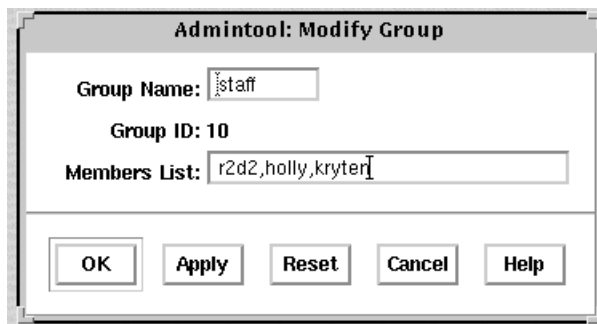 Admintool: Modify Group
Group Name: staff
Group ID: 10
Members List: r2d2,holly,kryten
OK Apply Reset Cancel Help